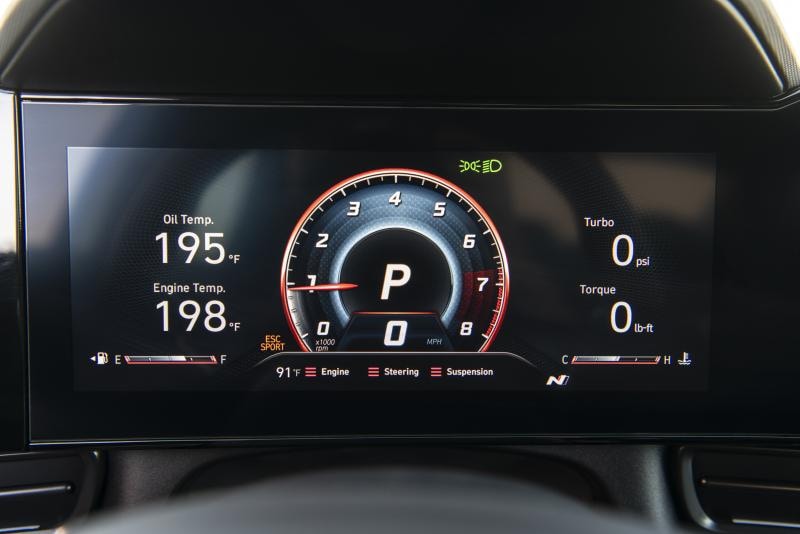 Oil Temp.
195°F
Engine Temp.
198°F
ESC
SPORT
E F
0 1 2 3 4 5 6 7 8
x1000
rpm
P
0 MPH
Turbo
0 psi
Torque
0 lb-ft
C H
91°F Engine Steering Suspension
N